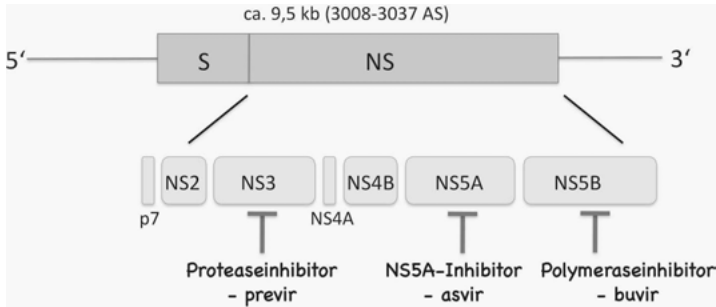 ca. 9,5 kb (3008-3037 AS)
5‘ S NS 3‘
NS2 NS3 NS4B NS5A NS5B
p7 NS4A
Proteaseinhibitor NS5A-Inhibitor Polymeraseinhibitor
- previr - asvir - buvir